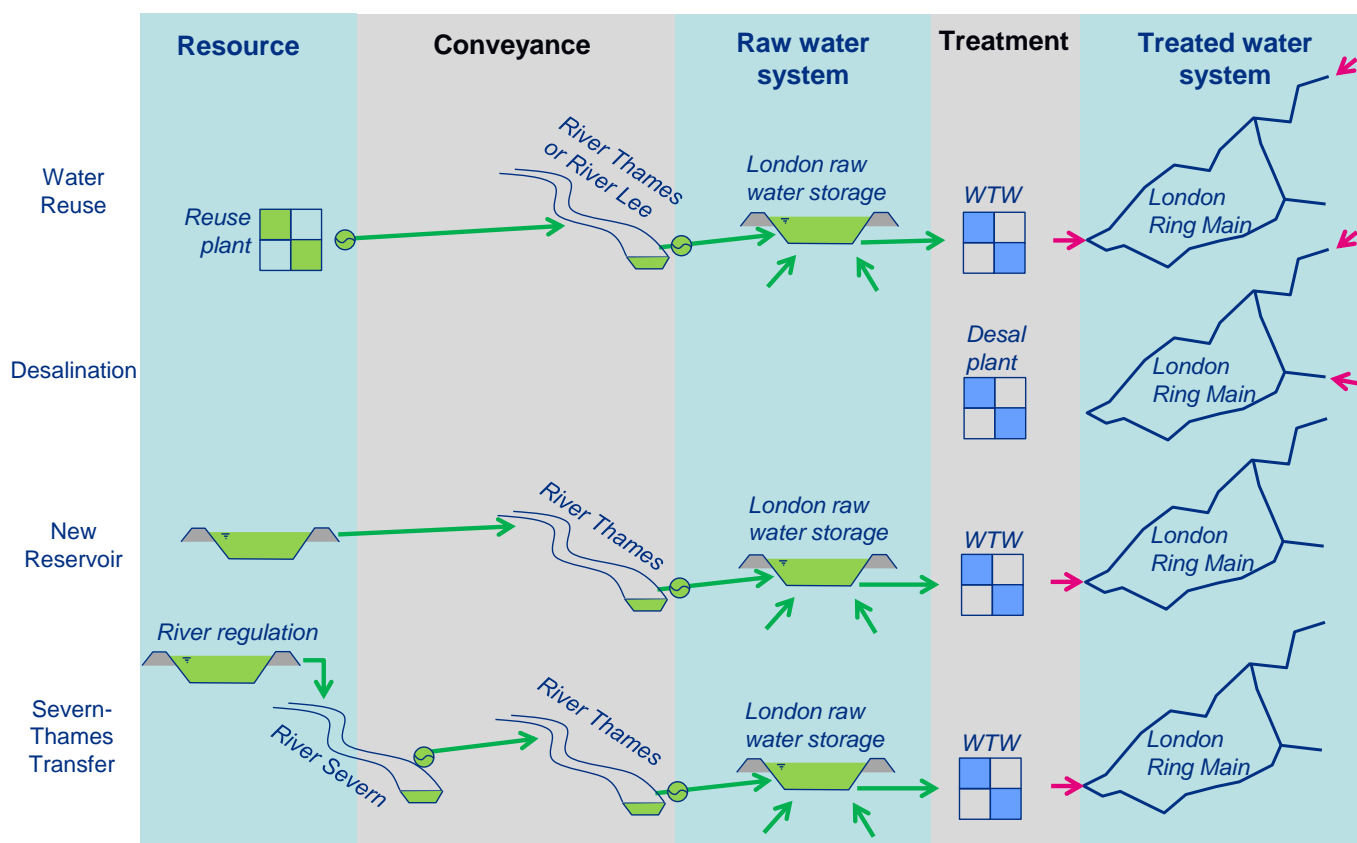 Resource
Conveyance
Raw water
system
Treatment
Treated water
system
Water
Reuse
Reuse
plant
River Thames
or River Lee
London raw
water storage
WTW
London
Ring Main
Desalination
Desal
plant
London
Ring Main
New
Reservoir
River Thames
London raw
water storage
WTW
London
Ring Main
Severn-
Thames
Transfer
River regulation
River Severn
River Thames
London raw
water storage
WTW
London
Ring Main